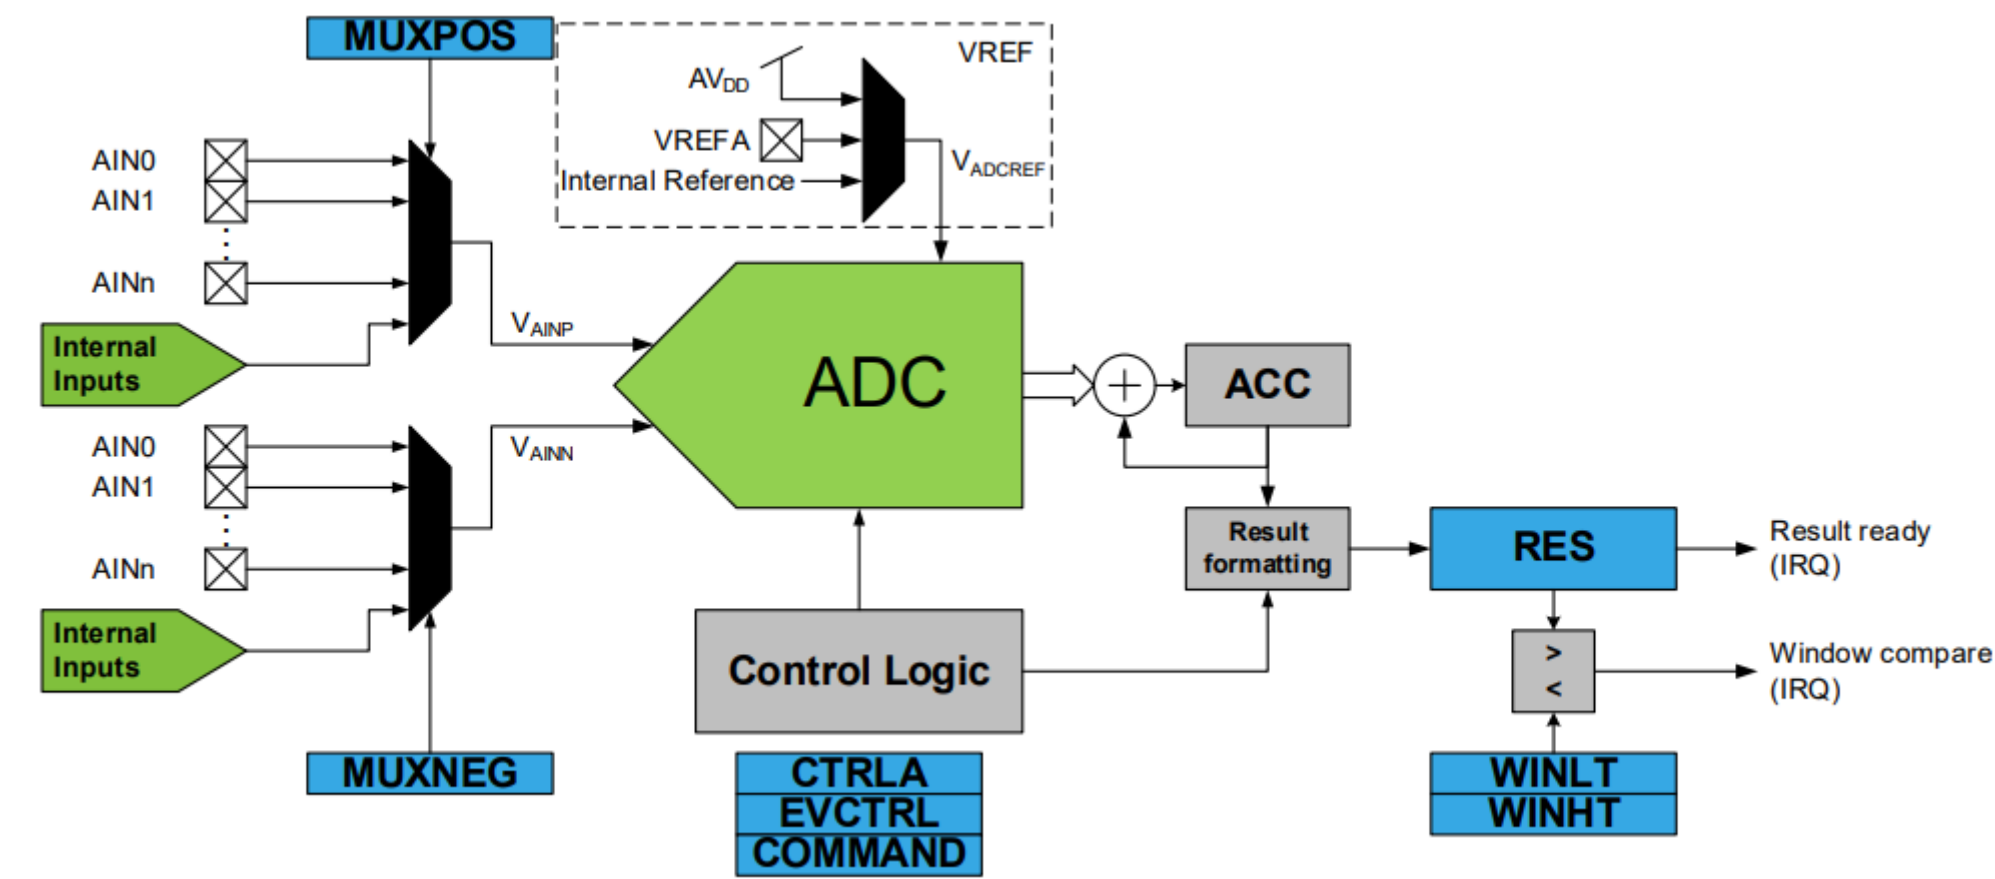 MUXPOS
VREF
AVDD
VREFA
Internal Reference
VADCREF
AIN0
AIN1
AINn
Internal
Inputs
VAINP
ADC
ACC
AIN0
AIN1
AINn
Internal
Inputs
VAINN
Result
formatting
RES
Result ready
(IRQ)
Control Logic
>
<
Window compare
(IRQ)
MUXNEG
CTRLA
EVCTRL
COMMAND
WINLT
WINHT